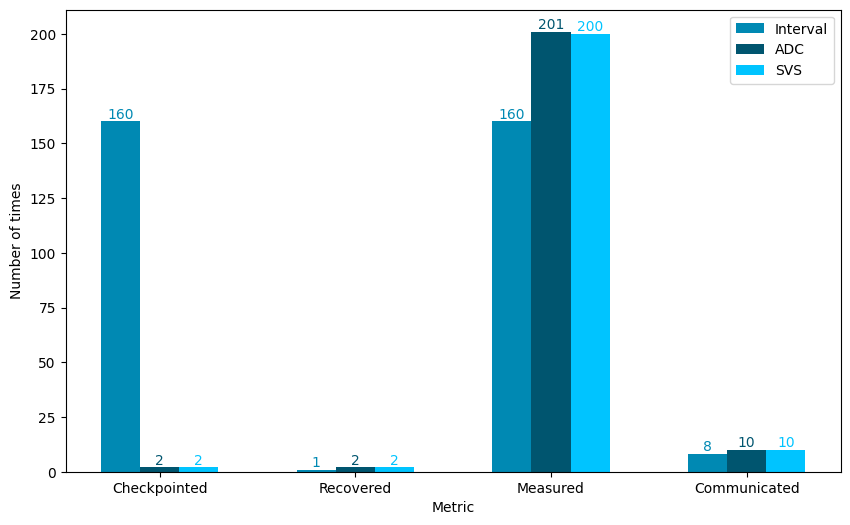 Number of times
200
175
150
125
100
75
50
25
0
160
2
2
1
2
2
160
201
200
8
10
10
Interval
ADC
SVS
Checkpointed
Recovered
Measured
Communicated
Metric